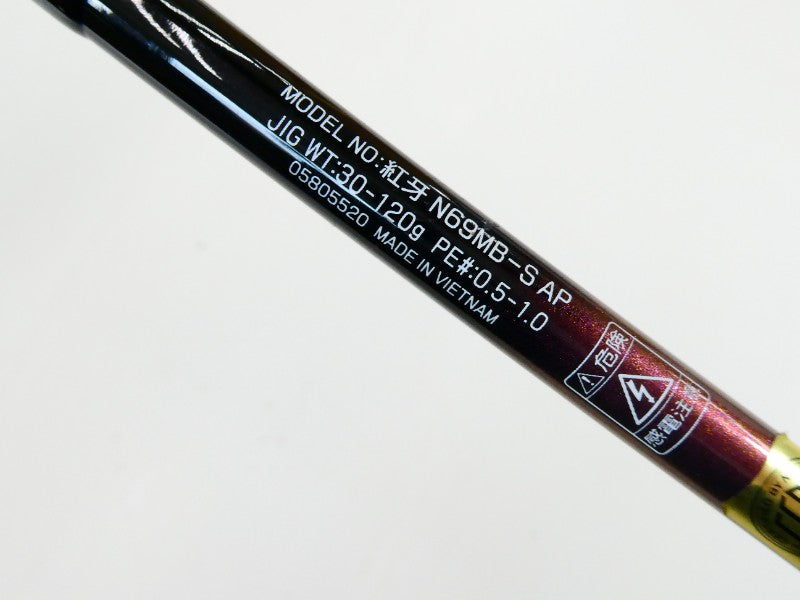 MODEL NO:紅牙 N69MB-S AP
JIG WT:30-120g PE#:0.5-1.0
05805520 MADE IN VIETNAM
危険
感電注意